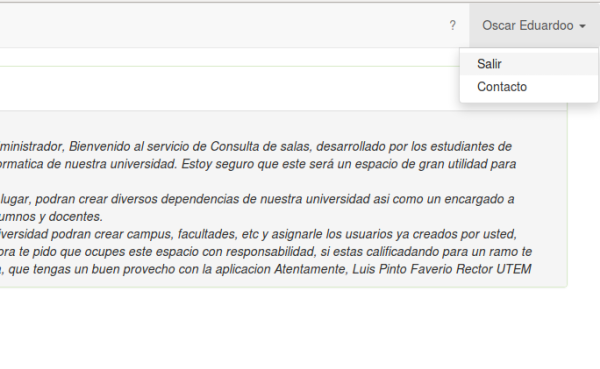 ? Oscar Eduardoo
Salir
Contacto
ministrador, Bienvenido al servicio de Consulta de salas, desarrollado por los estudiantes de
ormatica de nuestra universidad. Estoy seguro que este será un espacio de gran utilidad para
lugar, podran crear diversos dependencias de nuestra universidad asi como un encargado a
umnos y docentes.
iversidad podran crear campus, facultades, etc y asignarle los usuarios ya creados por usted,
ora te pido que ocupes este espacio con responsabilidad, si estas calificadando para un ramo te
, que tengas un buen provecho con la aplicacion Atentamente, Luis Pinto Faverio Rector UTEM